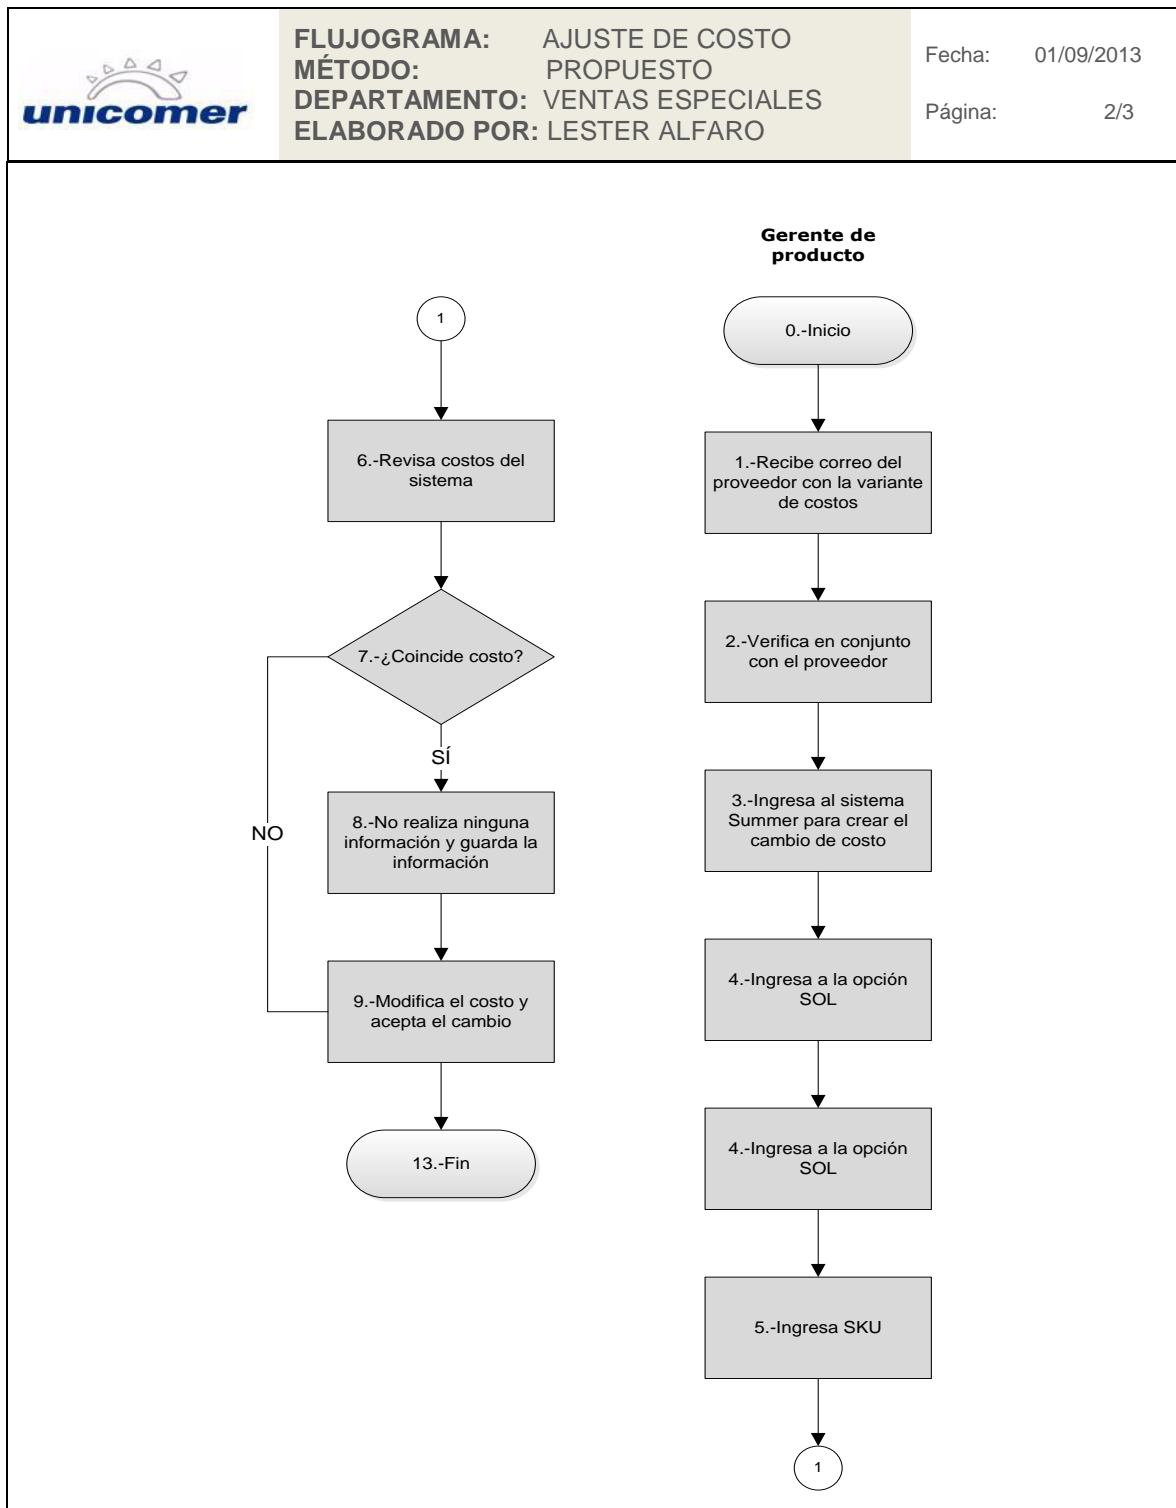 unicomer
FLUJOGRAMA: AJUSTE DE COSTO
MÉTODO: PROPUESTO
DEPARTAMENTO: VENTAS ESPECIALES
ELABORADO POR: LESTER ALFARO
Fecha: 01/09/2013
Página: 2/3
1
6.-Revisa costos del
sistema
7.-¿Coincide costo?
SÍ
NO
8.-No realiza ninguna
información y guarda la
información
9.-Modifica el costo y
acepta el cambio
13.-Fin
Gerente de
producto
0.-Inicio
1.-Recibe correo del
proveedor con la variante
de costos
2.-Verifica en conjunto
con el proveedor
3.-Ingresa al sistema
Summer para crear el
cambio de costo
4.-Ingresa a la opción
SOL
4.-Ingresa a la opción
SOL
5.-Ingresa SKU
1